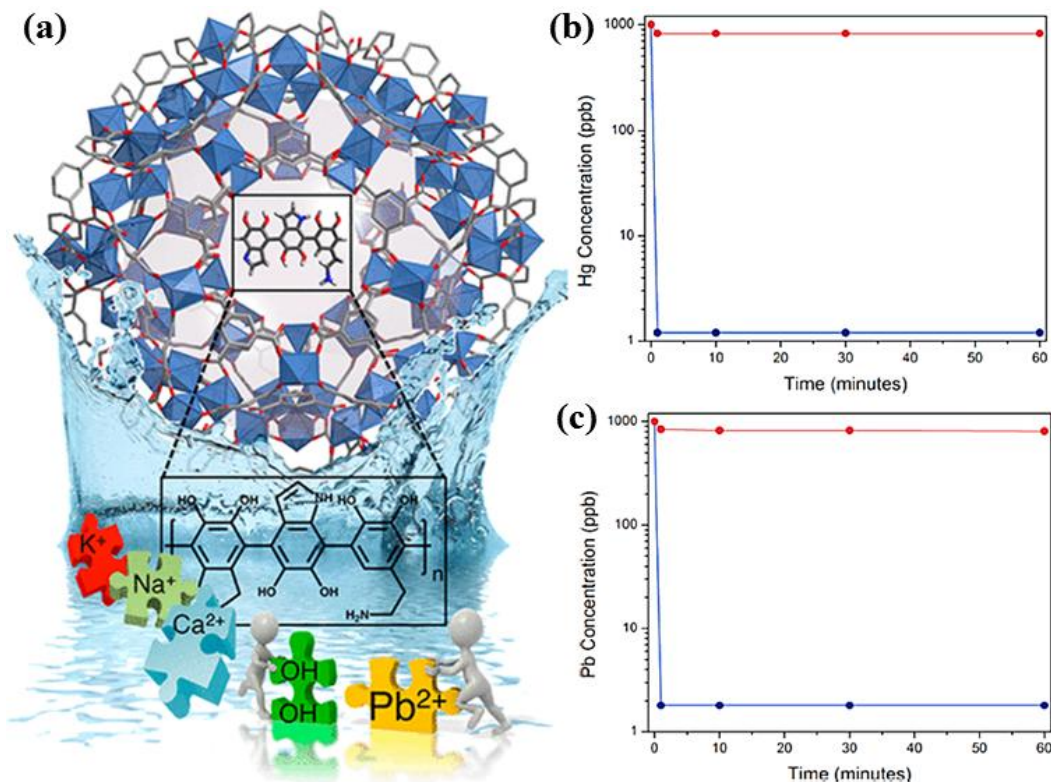 (a)
HO
OH
NH
HO
OH
n
HO
OH
H₂N
K⁺
Na⁺
Ca²⁺
OH
OH
Pb²⁺
(b)
1000
100
10
1
Hg Concentration (ppb)
0
10
20
30
40
50
60
Time (minutes)
(c)
1000
100
10
1
Pb Concentration (ppb)
0
10
20
30
40
50
60
Time (minutes)